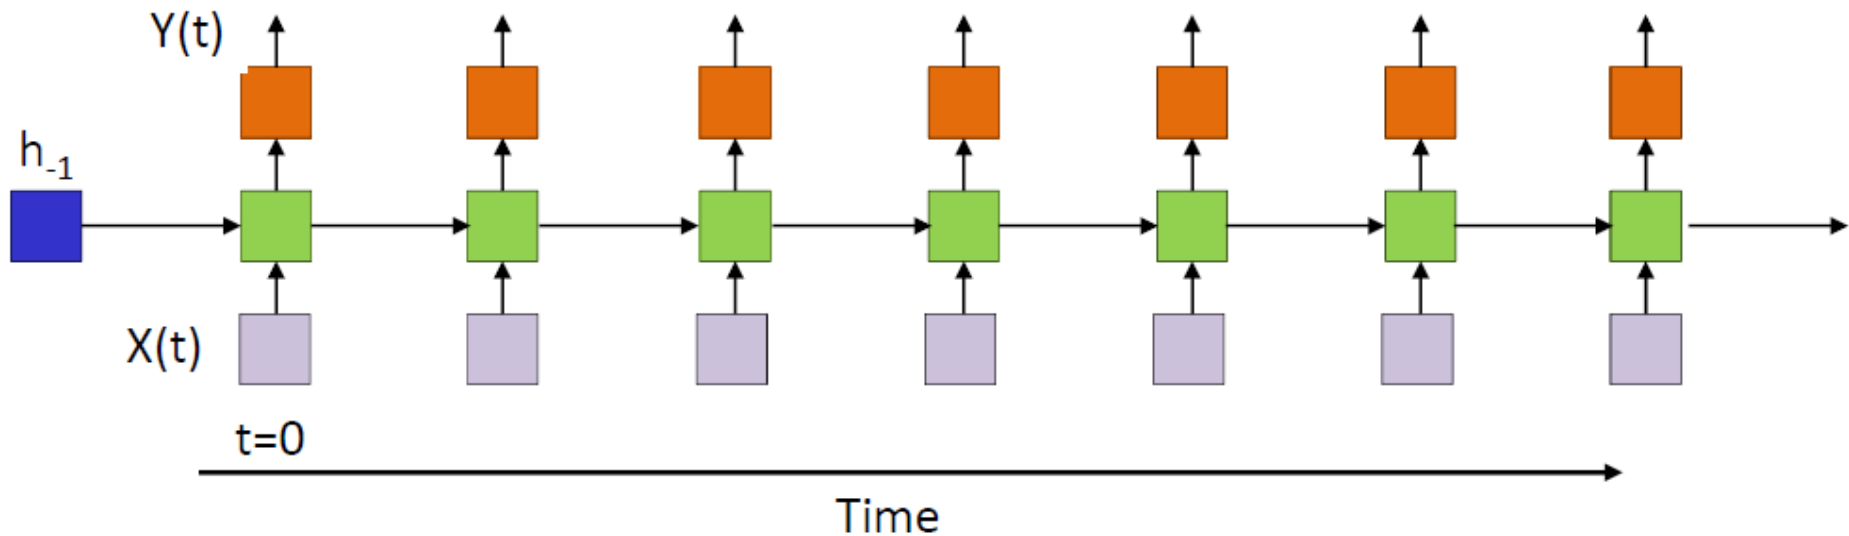 Y(t)
h₋₁
X(t)
t=0
Time